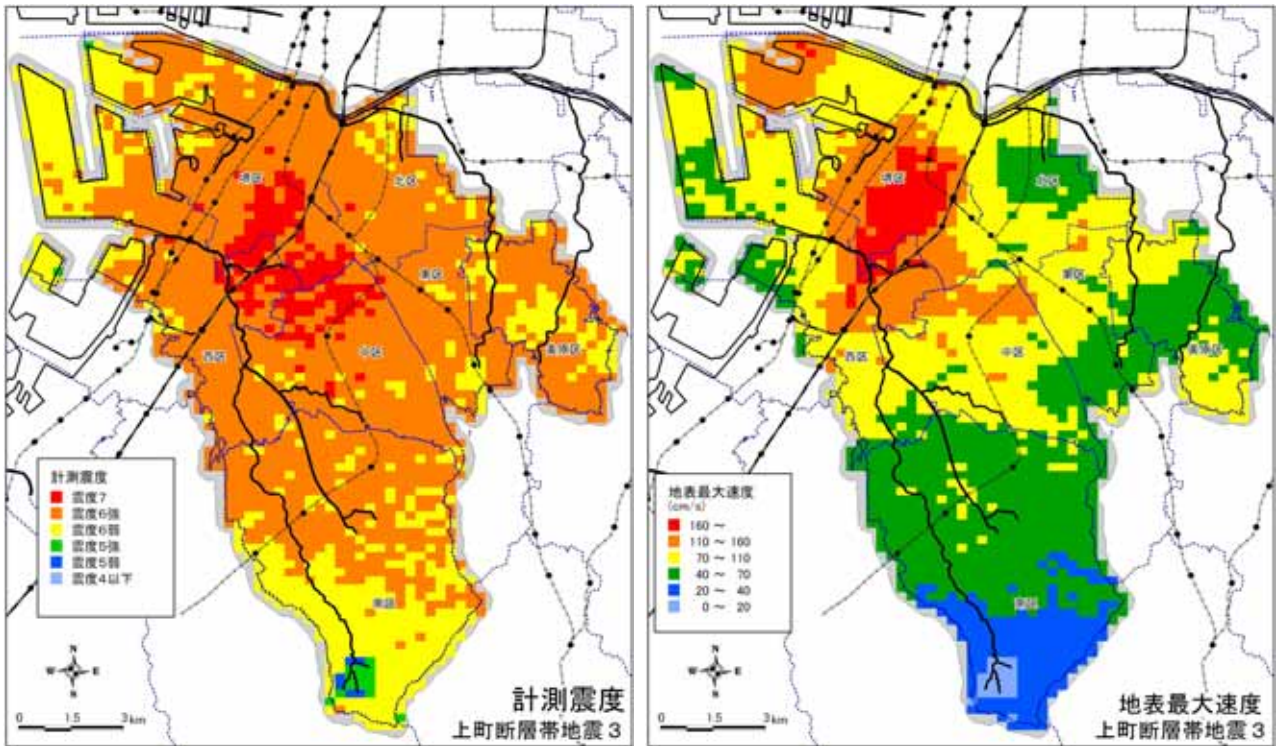 堺区
北区
東区
美原区
西区
中区
南区
計測震度
震度7
震度6強
震度6弱
震度5強
震度5弱
震度4以下
N
W E
S
0 1.5 3km
計測震度
上町断層帯地震3
堺区
北区
東区
美原区
西区
中区
南区
地表最大速度
(cm/s)
160 ~
110 ~ 160
70 ~ 110
40 ~ 70
20 ~ 40
0 ~ 20
N
W E
S
0 1.5 3km
地表最大速度
上町断層帯地震3